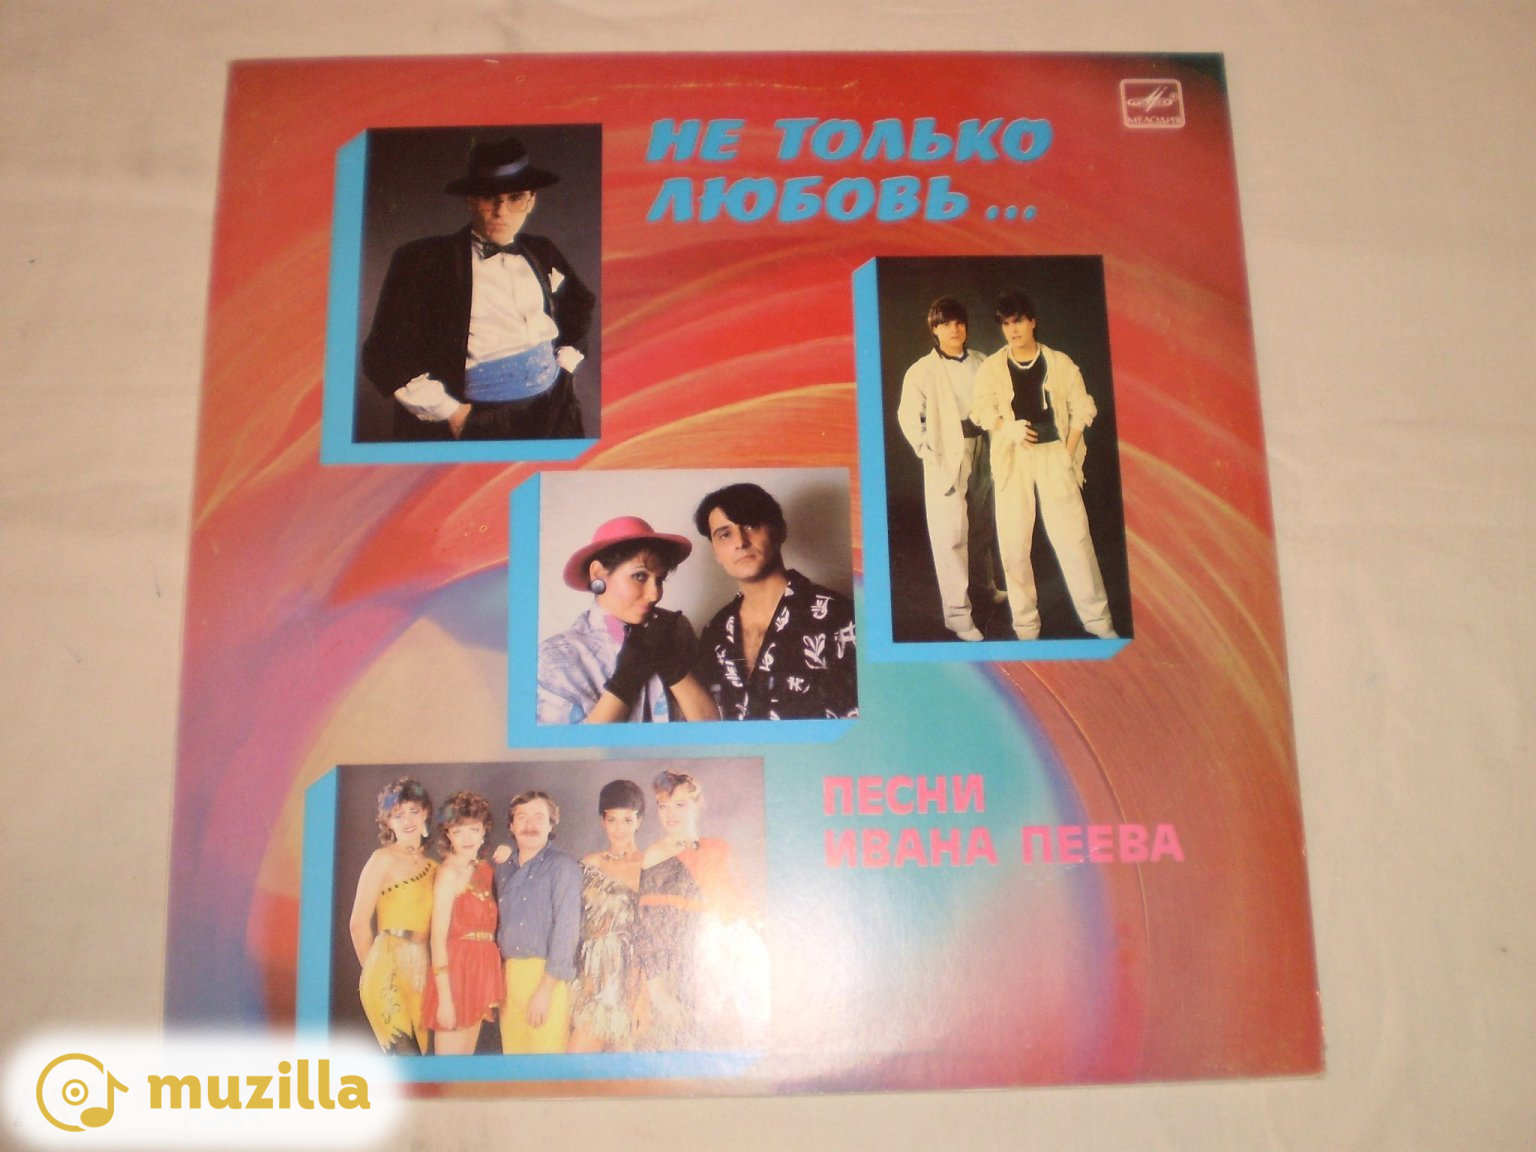 НЕ ТОЛЬКО
ЛЮБОВЬ...
МЕЛОДИЯ
ПЕСНИ
ИВАНА ПЕЕВА
muzilla